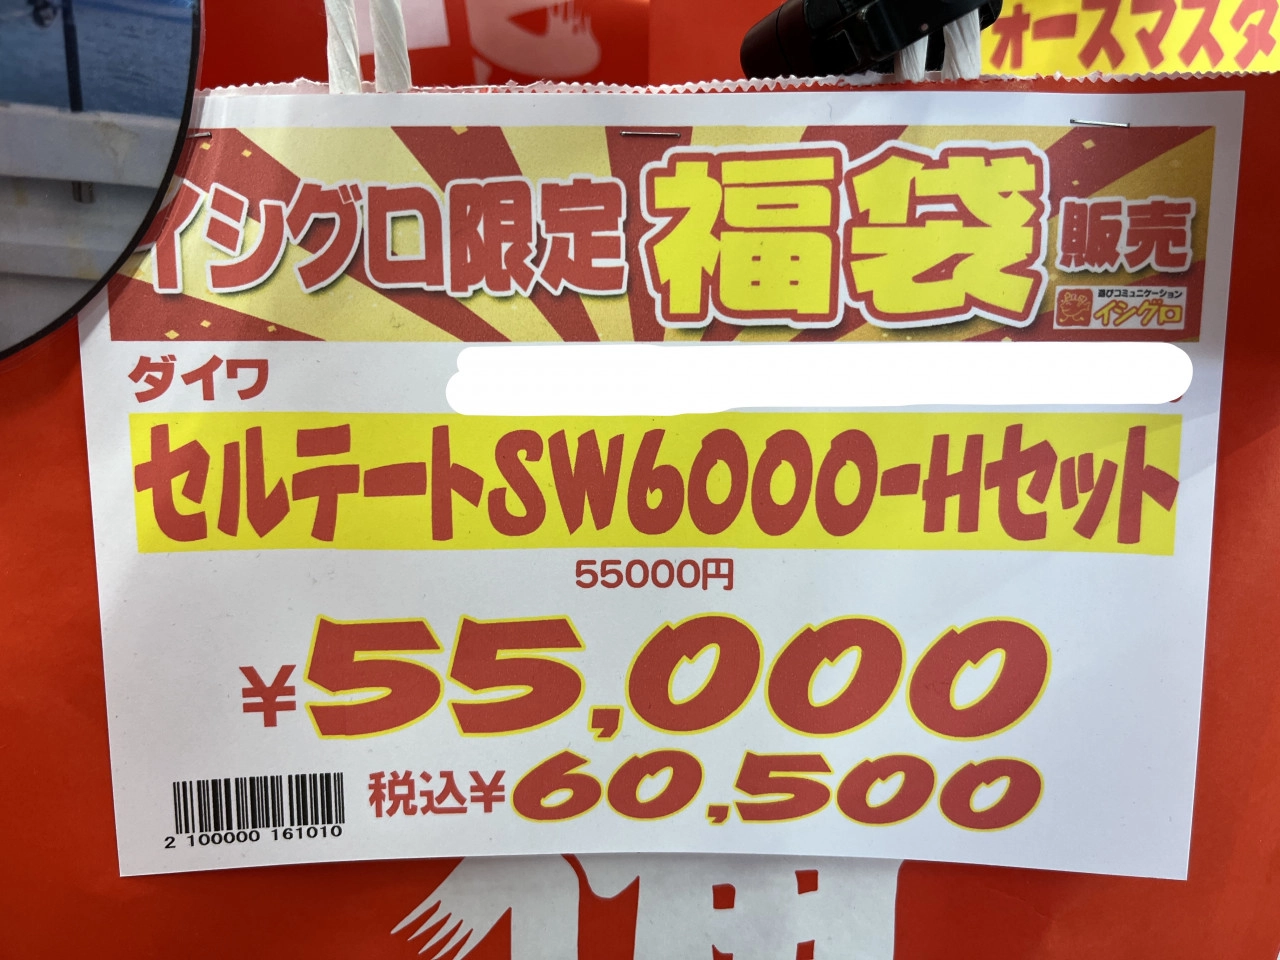 ォースマスタ
イシグロ限定福袋販売
遊びコミュニケーション
イシグロ
ダイワ
セルテートSW6000-Hセット
55000円
¥55,000
税込¥60,500
2 100000 161010